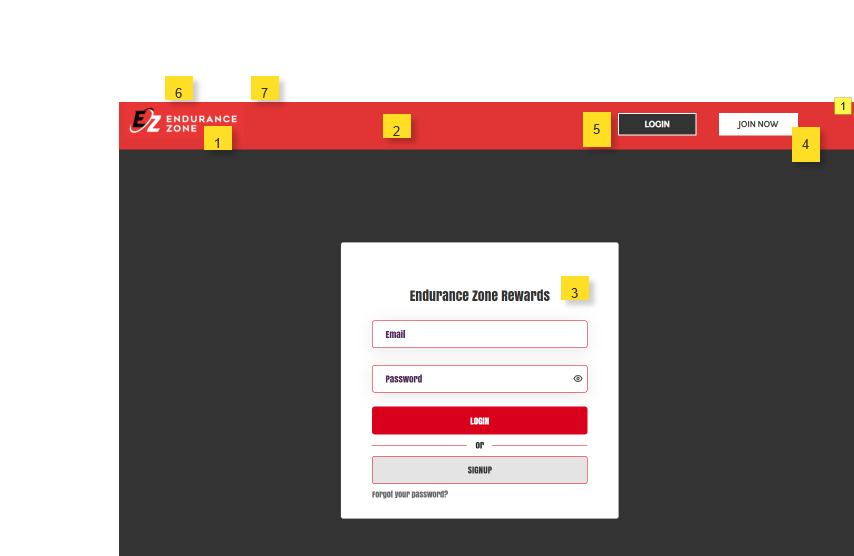 6
7
1
EZ ENDURANCE
ZONE
1
2
5
LOGIN
JOIN NOW
4
Endurance Zone Rewards
3
Email
Password
LOGIN
or
SIGNUP
Forgot your password?